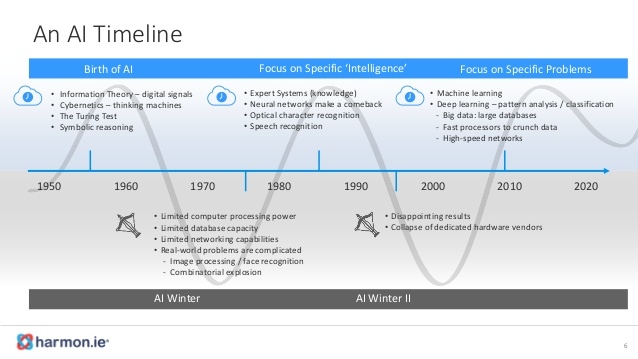 An AI Timeline
Birth of AI
Focus on Specific ‘Intelligence’
Focus on Specific Problems
• Information Theory – digital signals
• Cybernetics – thinking machines
• The Turing Test
• Symbolic reasoning
• Expert Systems (knowledge)
• Neural networks make a comeback
• Optical character recognition
• Speech recognition
• Machine learning
• Deep learning – pattern analysis / classification
- Big data: large databases
- Fast processors to crunch data
- High-speed networks
1950 1960 1970 1980 1990 2000 2010 2020
• Limited computer processing power
• Limited database capacity
• Limited networking capabilities
• Real-world problems are complicated
- Image processing / face recognition
- Combinatorial explosion
• Disappointing results
• Collapse of dedicated hardware vendors
AI Winter
AI Winter II
harmon.ie®
6